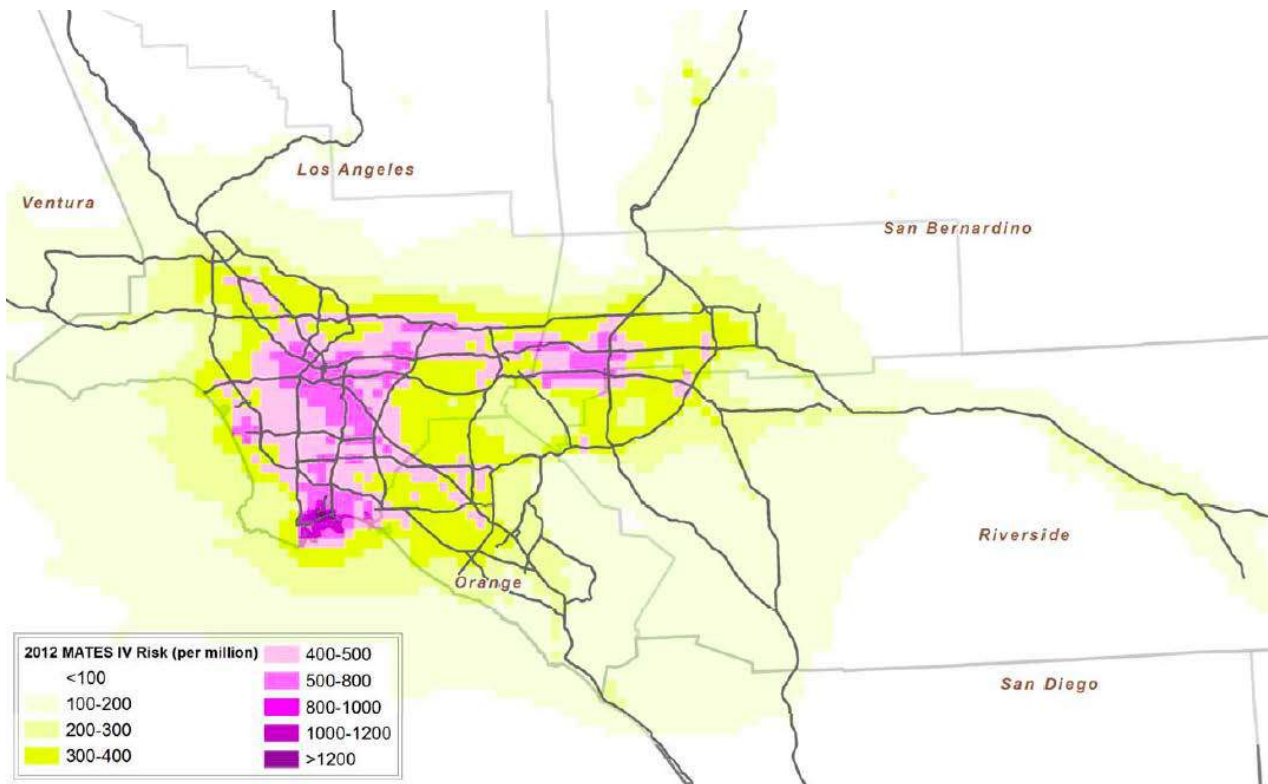 Los Angeles
Ventura
San Bernardino
Riverside
Orange
San Diego
2012 MATES IV Risk (per million)
<100
100-200
200-300
300-400
400-500
500-800
800-1000
1000-1200
>1200